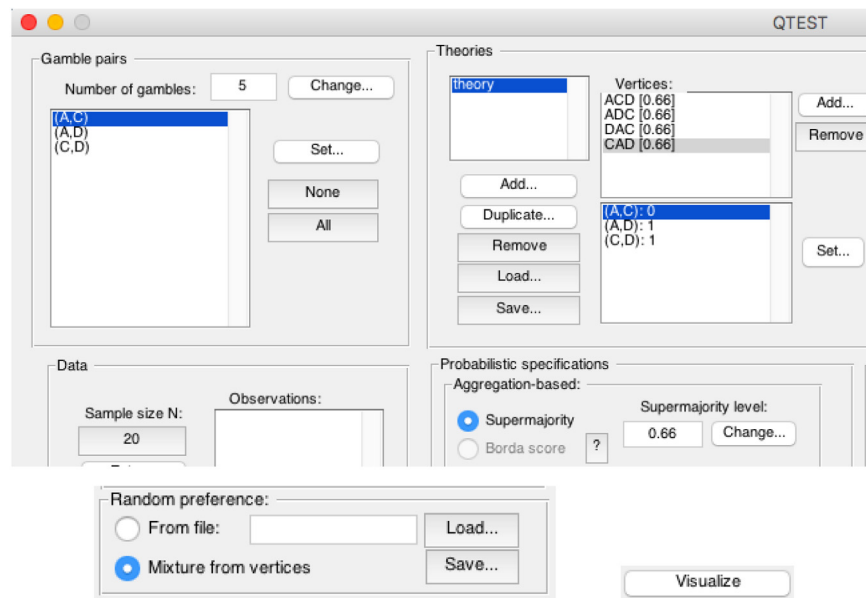 QTEST
Gamble pairs
Number of gambles: 5 Change...
(A,C)
(A,D)
(C,D)
Set...
None
All
Theories
theory
Vertices:
ACD [0.66]
ADC [0.66]
DAC [0.66]
CAD [0.66]
Add...
Remove
Add...
Duplicate...
Remove
Load...
Save...
(A,C): 0
(A,D): 1
(C,D): 1
Set...
Data
Sample size N:
20
Observations:
Probabilistic specifications
Aggregation-based:
Supermajority
Borda score
?
Supermajority level:
0.66 Change...
Random preference:
From file: Load...
Mixture from vertices Save...
Visualize